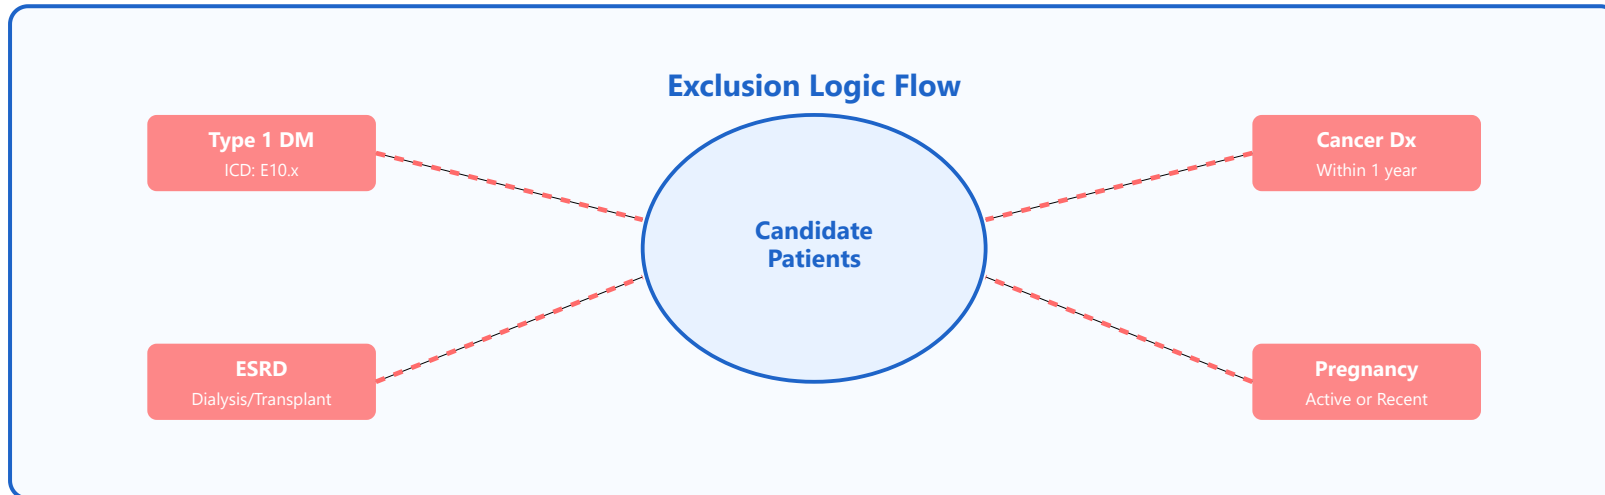 Exclusion Logic Flow
Type 1 DM
ICD: E10.x
Cancer Dx
Within 1 year
Candidate
Patients
ESRD
Dialysis/Transplant
Pregnancy
Active or Recent